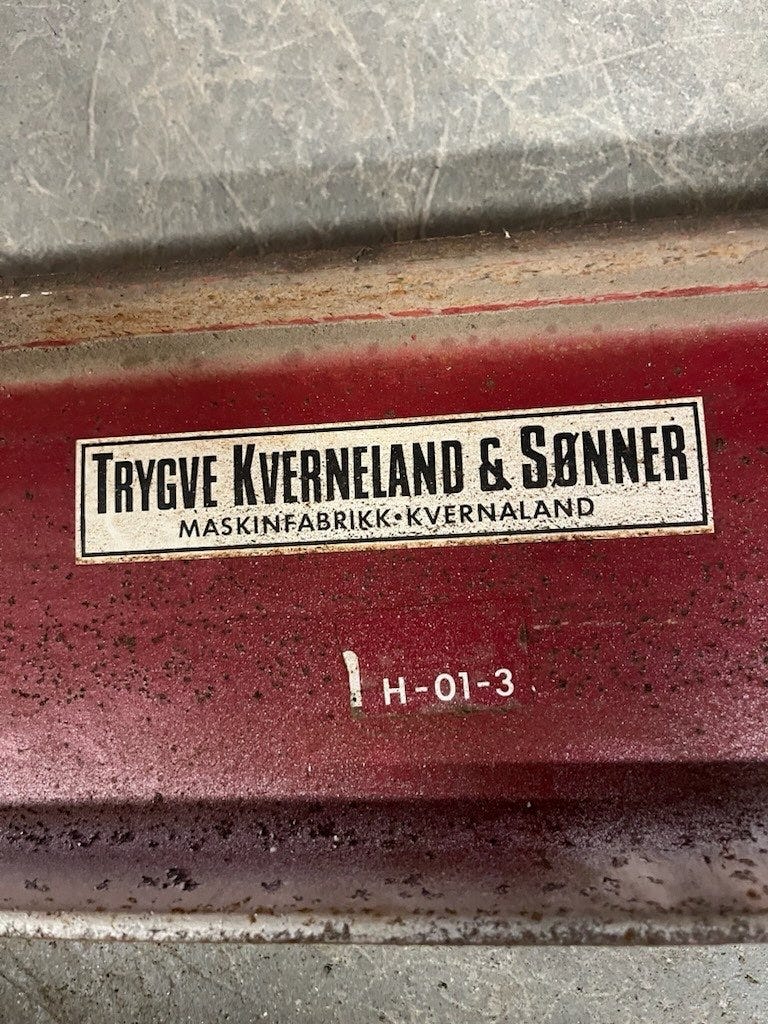 TRYGVE KVERNELAND & SØNNER
MASKINFABRIKK•KVERNALAND
H-01-3